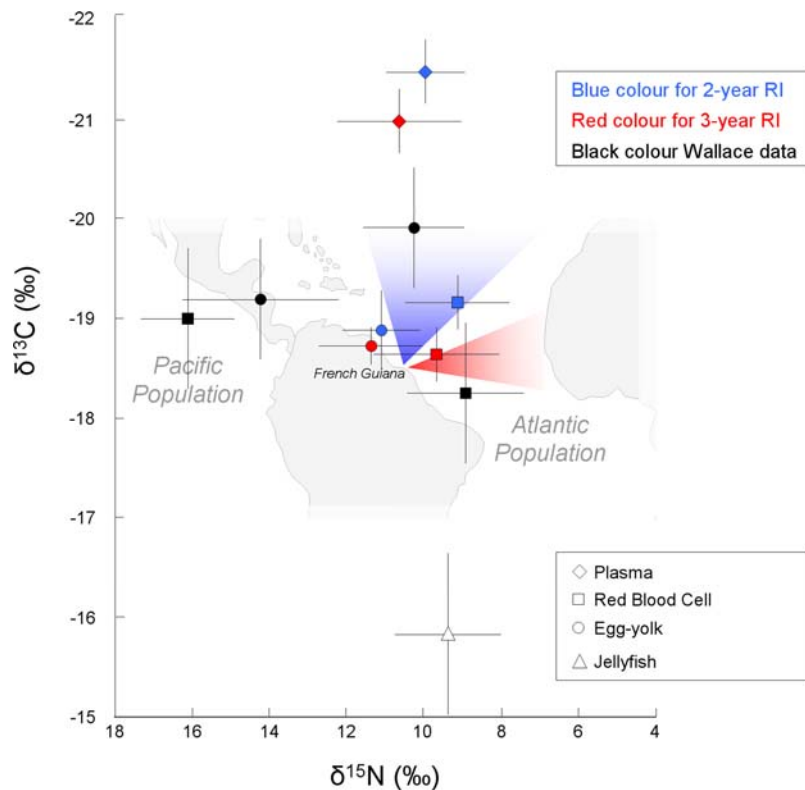 -22
-21
-20
-19
-18
-17
-16
-15
δ13C (‰)
Blue colour for 2-year RI
Red colour for 3-year RI
Black colour Wallace data
Pacific
Population
French Guiana
Atlantic
Population
Plasma
Red Blood Cell
Egg-yolk
Jellyfish
18 16 14 12 10 8 6 4
δ15N (‰)